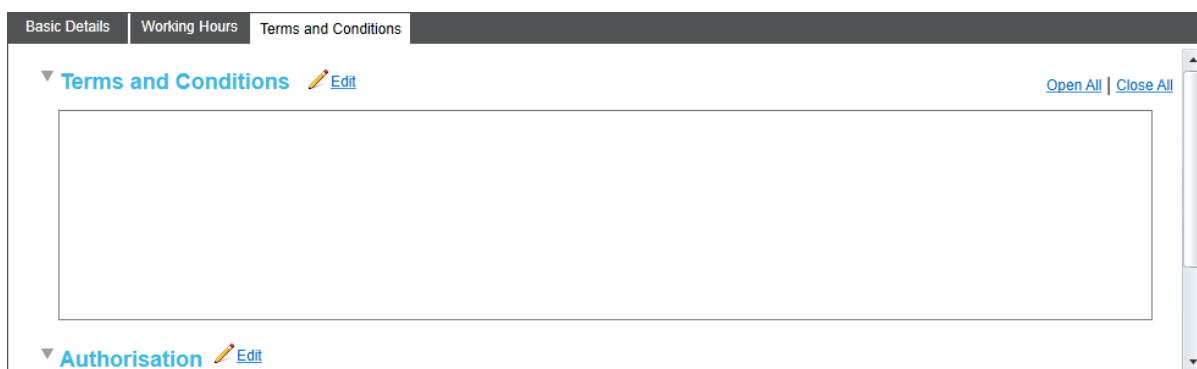 Basic Details Working Hours Terms and Conditions
Terms and Conditions Edit
Open All | Close All
Authorisation Edit